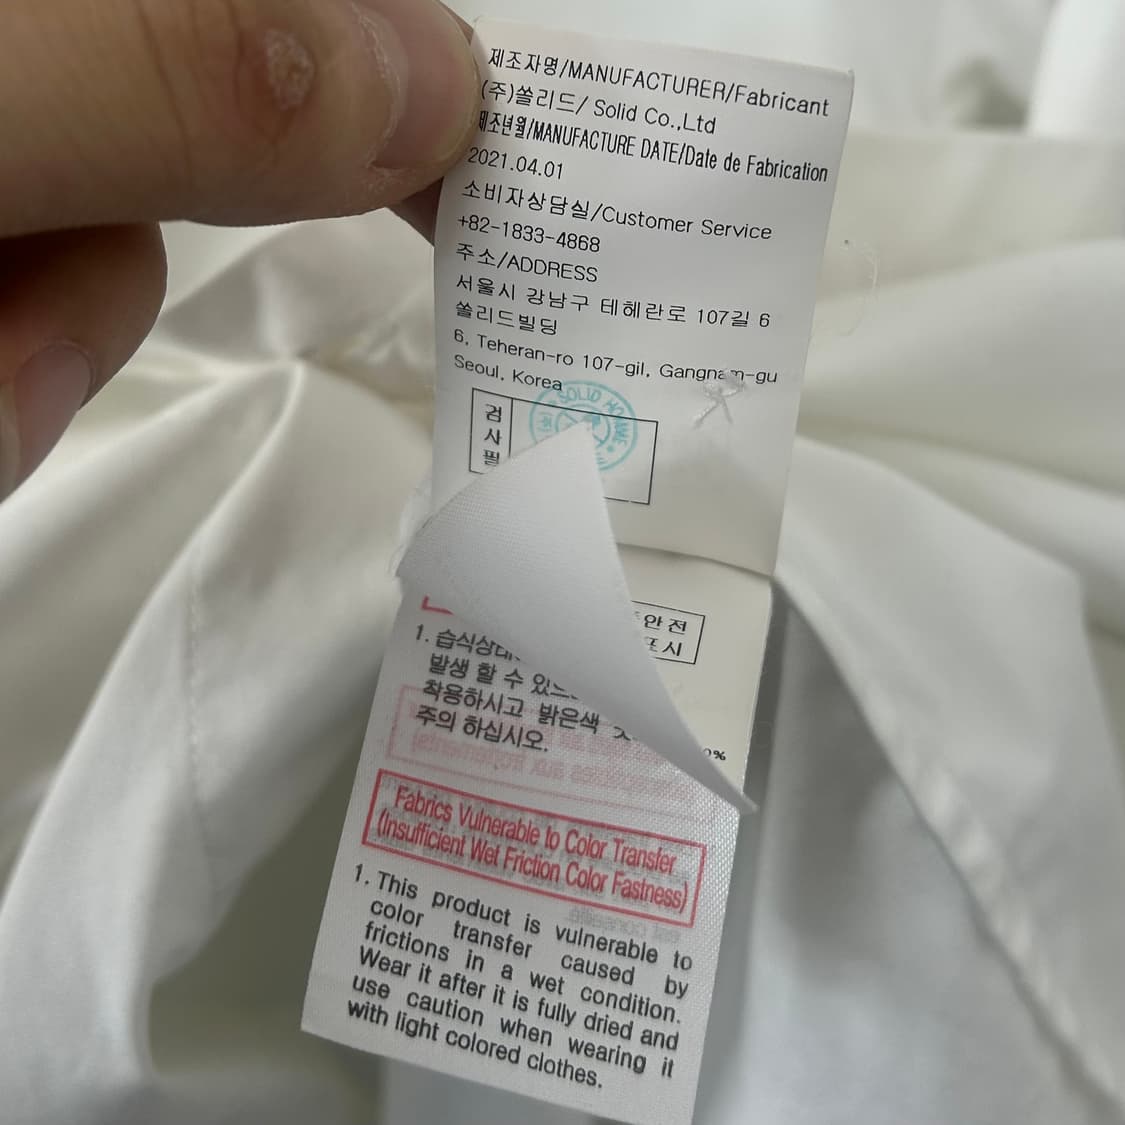 제조자명/MANUFACTURER/Fabricant
(주)쏠리드/ Solid Co.,Ltd
제조년월/MANUFACTURE DATE/Date de Fabrication
2021.04.01
소비자상담실/Customer Service
+82-1833-4868
주소/ADDRESS
서울시 강남구 테헤란로 107길 6
쏠리드빌딩
6, Teheran-ro 107-gil, Gangnam-gu
Seoul, Korea
SOLID HOMME
검
사
필
안전
표시
0%
1. 습식상태
발생 할 수 있으
착용하시고 밝은색
주의 하십시오.
Fabrics Vulnerable to Color Transfer
(Insufficient Wet Friction Color Fastness)
1. This product is vulnerable to
color transfer caused by
frictions in a wet condition.
Wear it after it is fully dried and
use caution when wearing it
with light colored clothes.